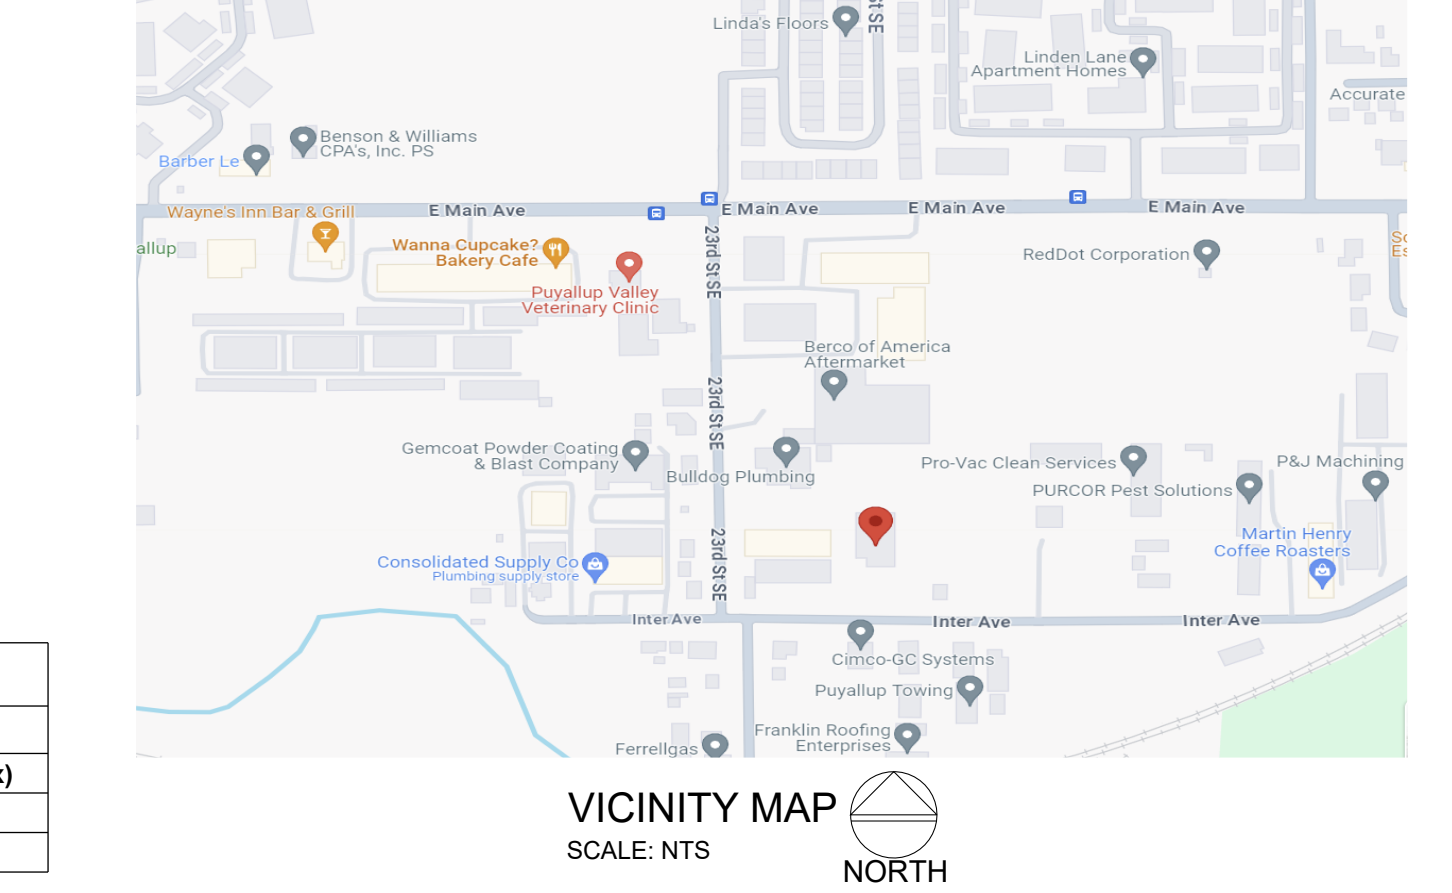 St SE
Linda's Floors
Linden Lane
Apartment Homes
Accurate
Benson & Williams
CPA's, Inc. PS
Barber Le
Wayne's Inn Bar & Grill
E Main Ave
E Main Ave
E Main Ave
E Main Ave
allup
Wanna Cupcake?
Bakery Cafe
23rd St SE
RedDot Corporation
Puyallup Valley
Veterinary Clinic
Berco of America
Aftermarket
23rd St SE
Gemcoat Powder Coating
& Blast Company
Bulldog Plumbing
Pro-Vac Clean Services
P&J Machining
PURCOR Pest Solutions
Martin Henry
Coffee Roasters
Consolidated Supply Co
Plumbing supply store
23rd St SE
Inter Ave
Inter Ave
Inter Ave
Cimco-GC Systems
Puyallup Towing
Franklin Roofing
Enterprises
Ferrellgas
VICINITY MAP
SCALE: NTS
NORTH